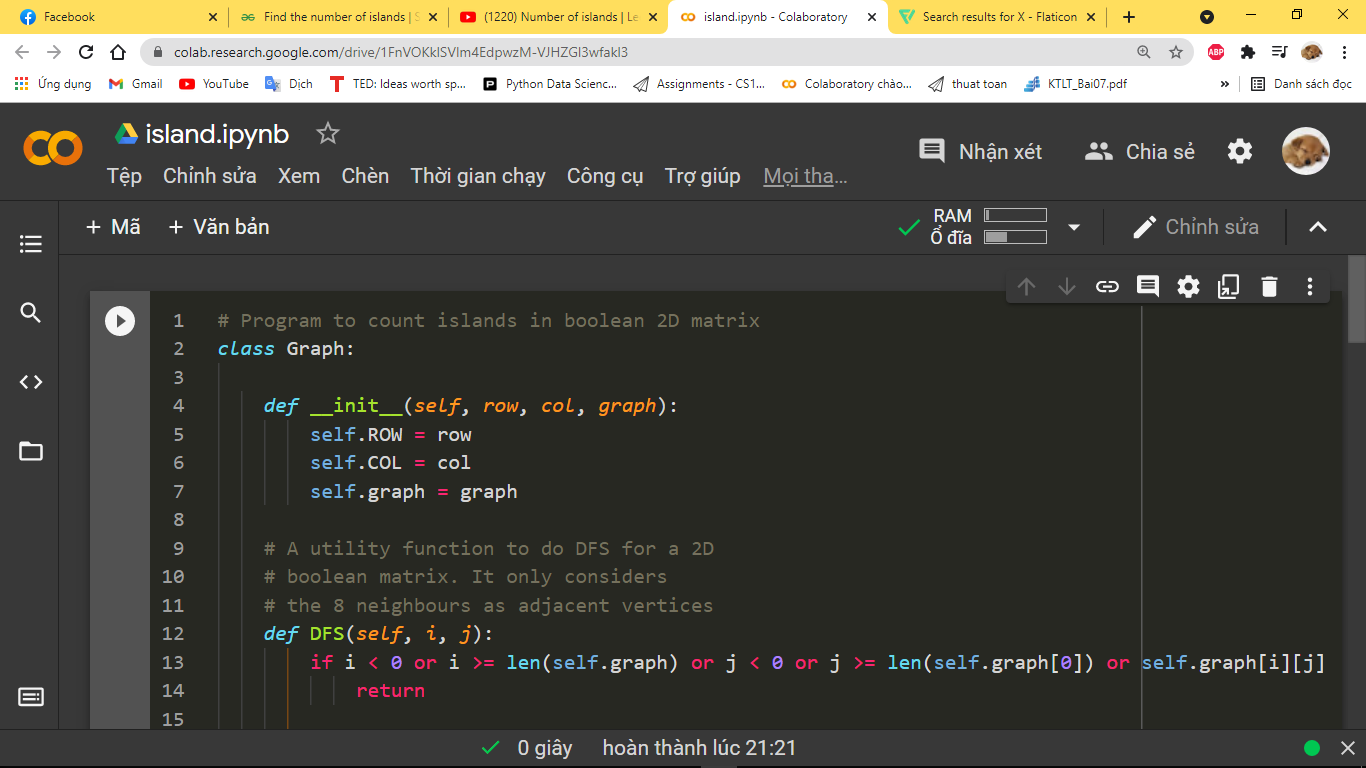 Facebook
Find the number of islands | S
(1220) Number of islands | Le
island.ipynb - Colaboratory
Search results for X - Flaticon
colab.research.google.com/drive/1FnVOKkISVlm4EdpwzM-VJHZGl3wfakI3
ABP
Ứng dụng
Gmail
YouTube
Dịch
TED: Ideas worth sp...
Python Data Scienc...
Assignments - CS1...
Colaboratory chào...
thuat toan
KTLT_Bai07.pdf
»
Danh sách đọc
island.ipynb
Tệp Chỉnh sửa Xem Chèn Thời gian chạy Công cụ Trợ giúp Mọi tha...
Nhận xét
Chia sẻ
+ Mã
+ Văn bản
RAM
Ổ đĩa
Chỉnh sửa
1 # Program to count islands in boolean 2D matrix
2 class Graph:
3
4 def __init__(self, row, col, graph):
5 self.ROW = row
6 self.COL = col
7 self.graph = graph
8
9 # A utility function to do DFS for a 2D
10 # boolean matrix. It only considers
11 # the 8 neighbours as adjacent vertices
12 def DFS(self, i, j):
13 if i < 0 or i >= len(self.graph) or j < 0 or j >= len(self.graph[0]) or self.graph[i][j]
14 return
15
0 giây hoàn thành lúc 21:21